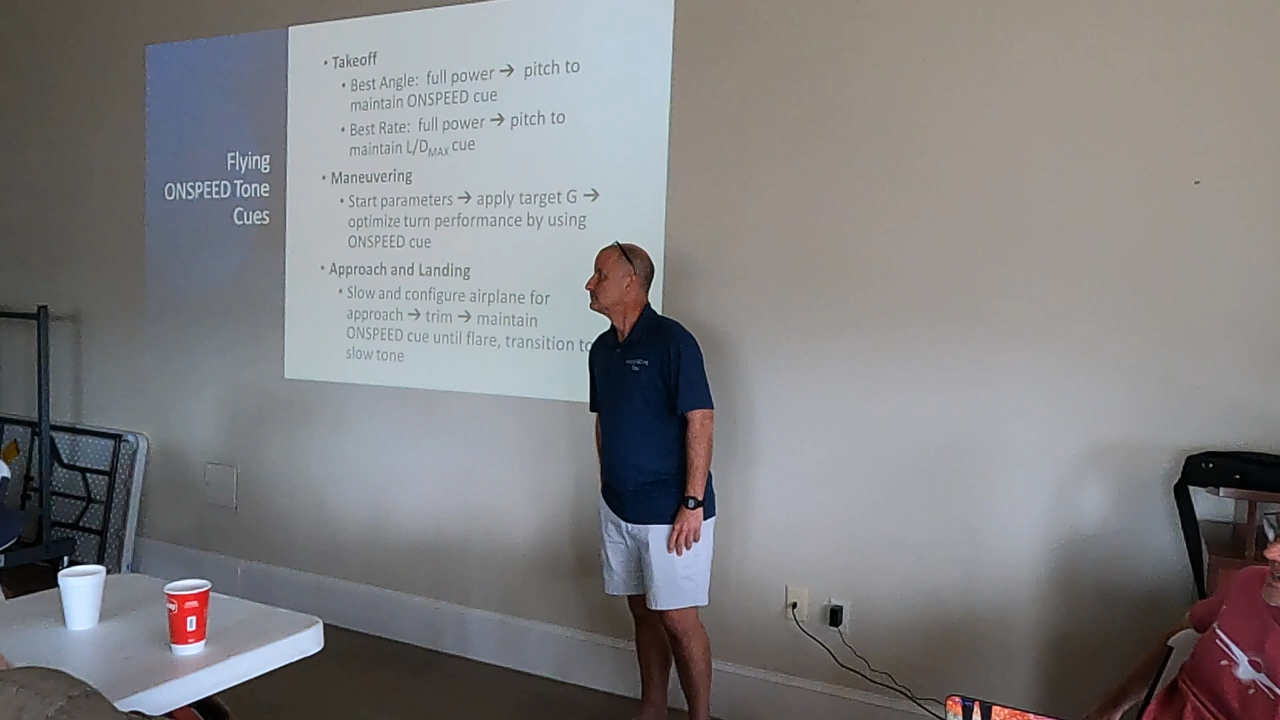 Flying
ONSPEED Tone
Cues
• Takeoff
• Best Angle: full power → pitch to
maintain ONSPEED cue
• Best Rate: full power → pitch to
maintain L/DMAX cue
• Maneuvering
• Start parameters → apply target G →
optimize turn performance by using
ONSPEED cue
• Approach and Landing
• Slow and configure airplane for
approach → trim → maintain
ONSPEED cue until flare, transition to
slow tone